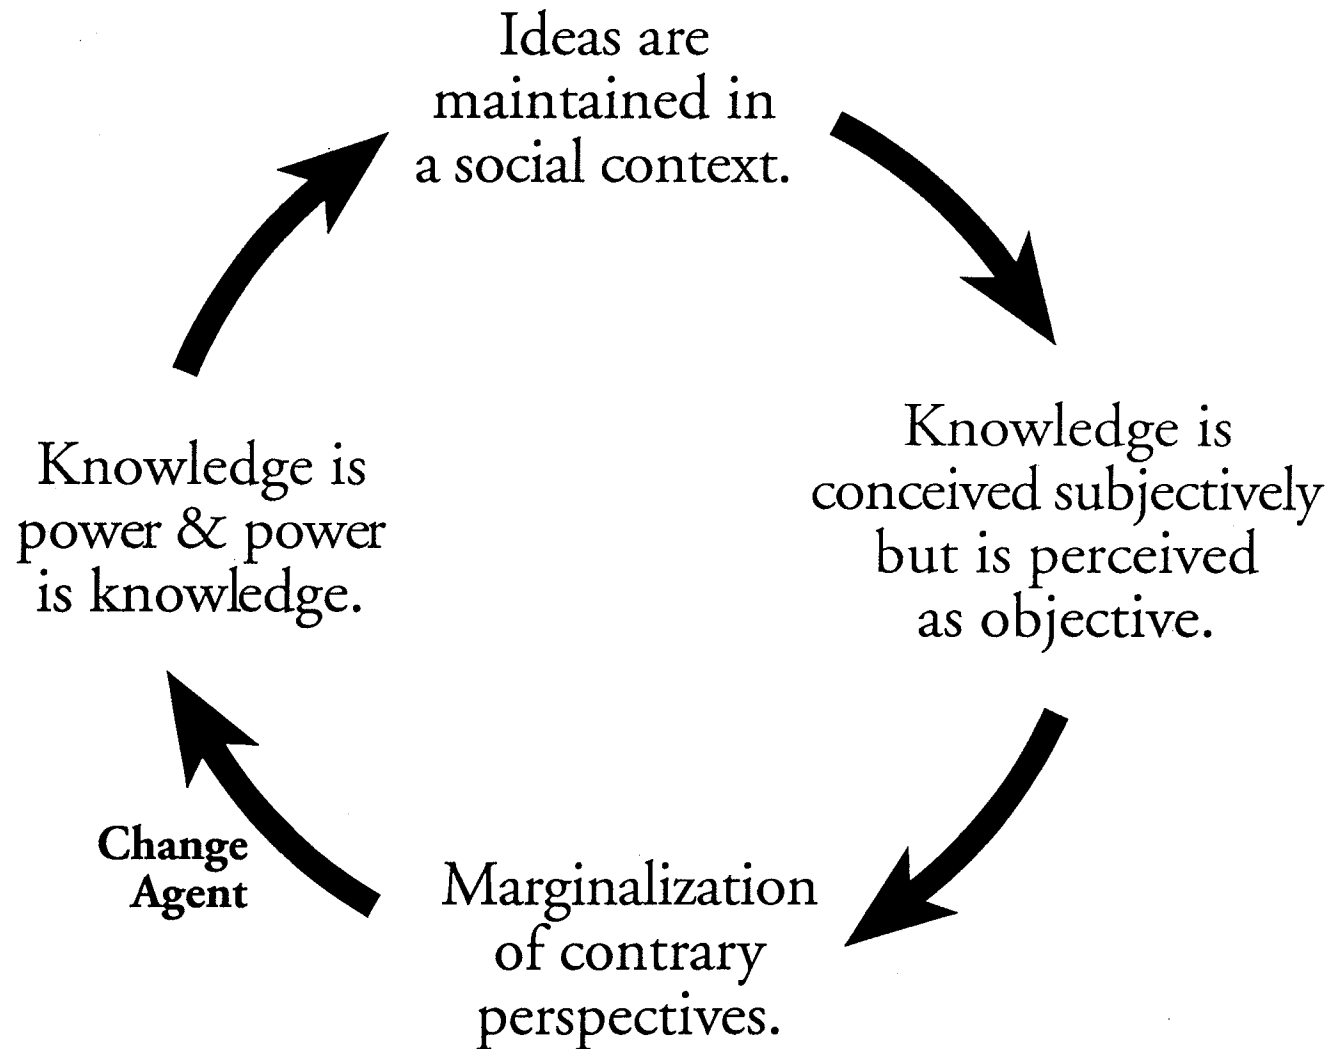 Ideas are
maintained in
a social context.
Knowledge is
conceived subjectively
but is perceived
as objective.
Marginalization
of contrary
perspectives.
Change
Agent
Knowledge is
power & power
is knowledge.